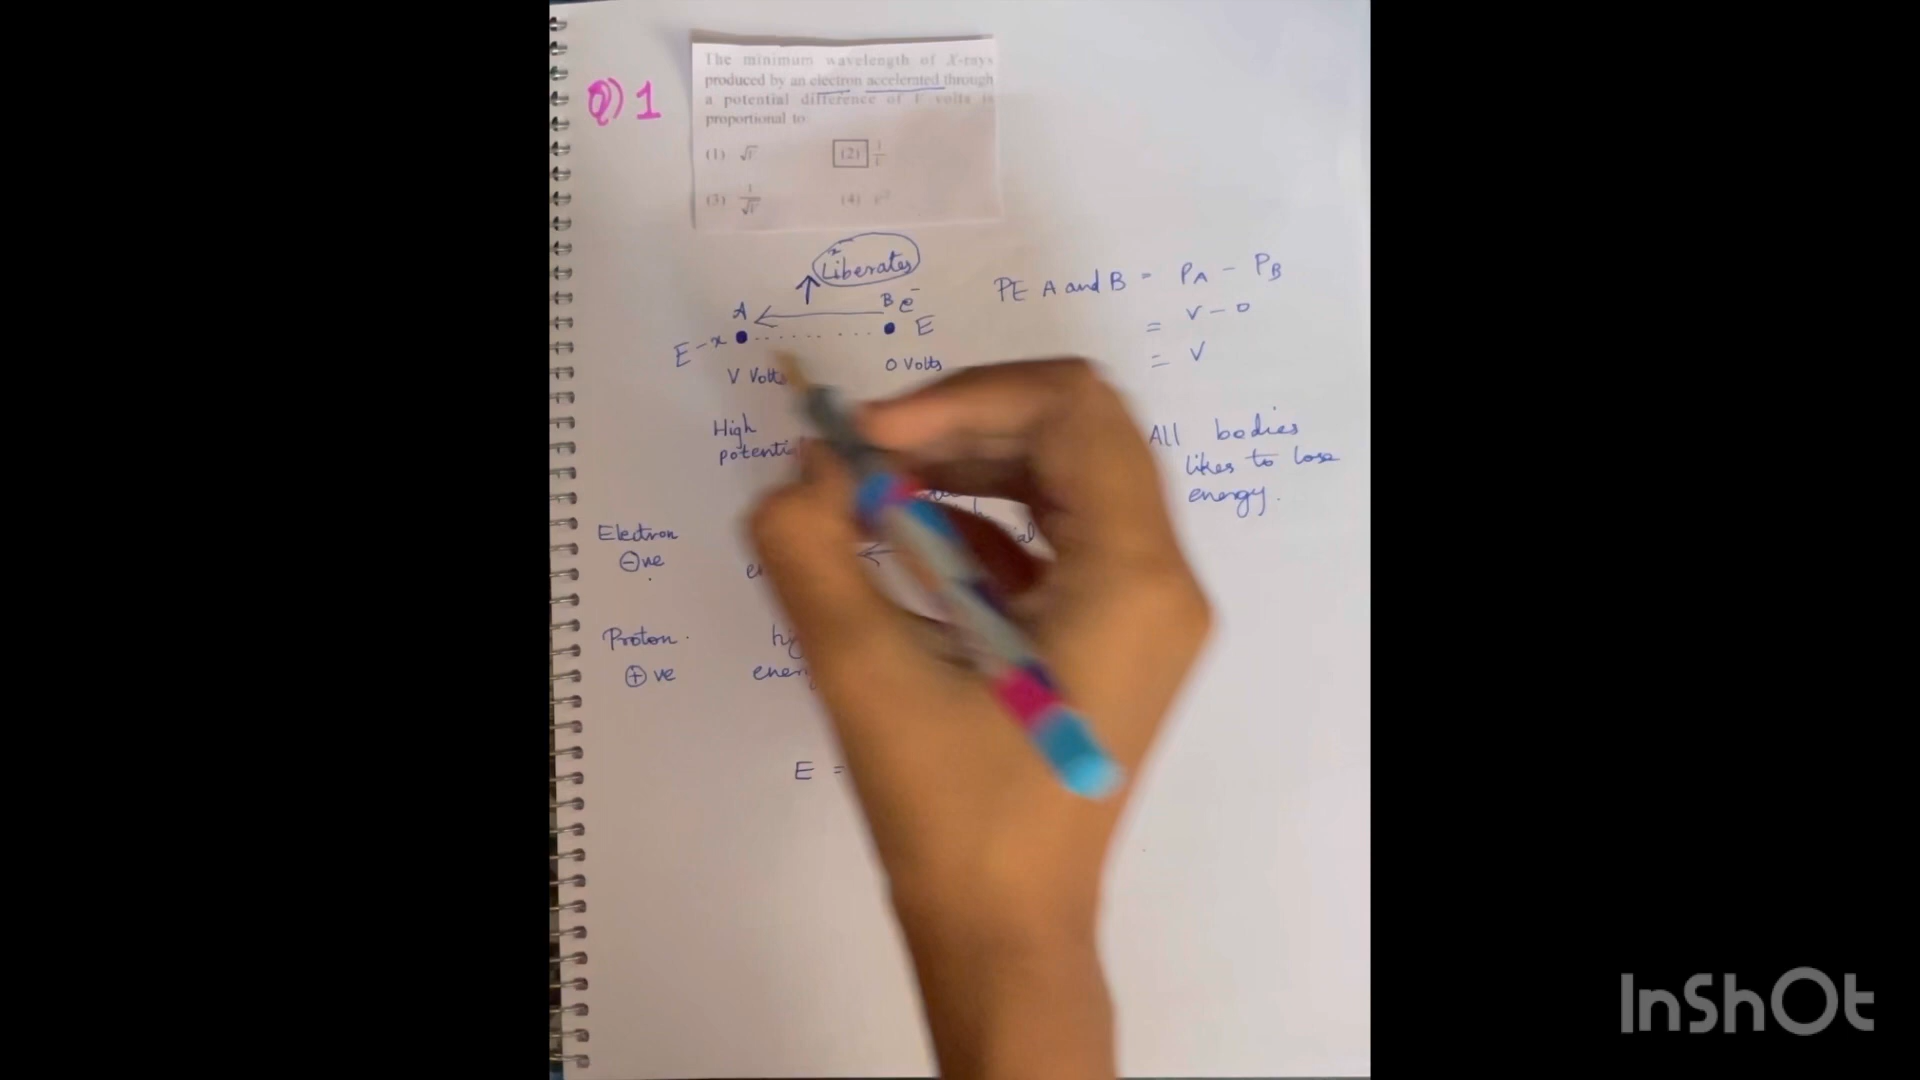 Q) 1
The minimum wavelength of X-rays
produced by an electron accelerated through
a potential difference of V volts is
proportional to:
(1) √V (2) 1/V
(3) 1/√V (4) V²
x
Liberates
A B e⁻
E-x E
V Volts 0 Volts
PE A and B = PA - PB
= V - 0
= V
High
All bodies
likes to lose
energy.
Electron
⊖ve
Proton.
⊕ve
E =
InShOt